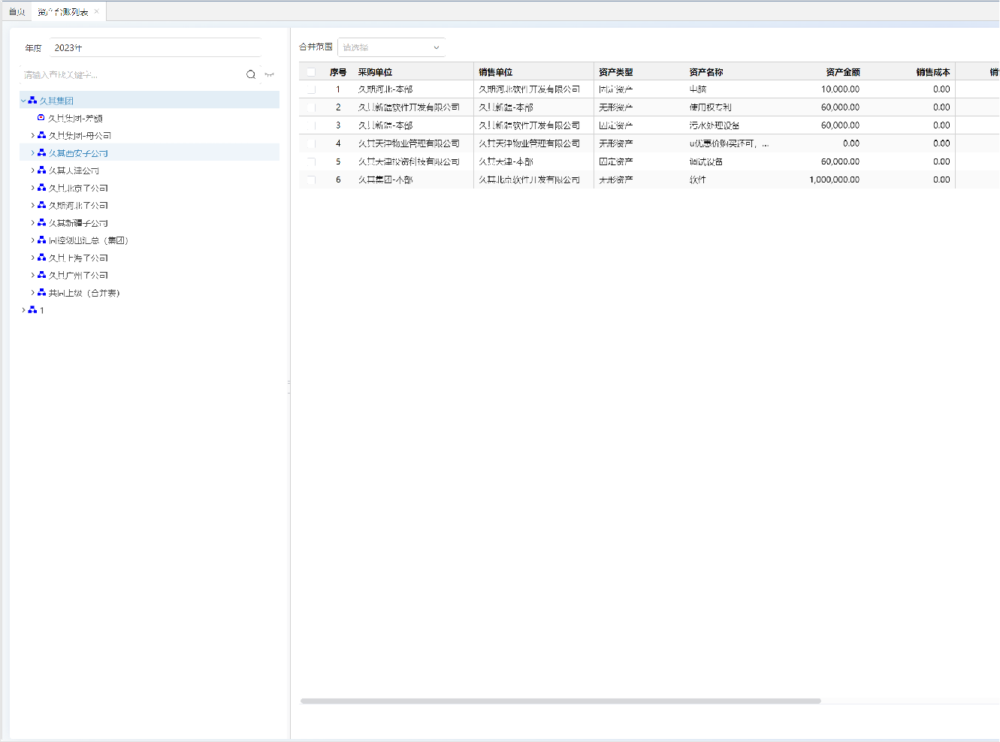 首页 资产台账列表
年度 2023年
请输入查找关键字...
久其集团
久其集团-差额
久其集团-母公司
久其西安子公司
久其天津公司
久其北京子公司
久期河北子公司
久其新疆子公司
同控划出汇总（集团）
久其上海子公司
久其广州子公司
共同上级（合并表）
1
合并范围 请选择
序号 采购单位 销售单位 资产类型 资产名称 资产金额 销售成本 销
1 久期河北-本部 久期河北软件开发有限公司 固定资产 电脑 10,000.00 0.00
2 久其新疆软件开发有限公司 久其新疆-本部 无形资产 使用权专利 60,000.00 0.00
3 久其新疆-本部 久其新疆软件开发有限公司 固定资产 污水处理设备 60,000.00 0.00
4 久其天津物业管理有限公司 久其天津物业管理有限公司 无形资产 u优惠价购买还可，... 0.00 0.00
5 久其天津投资科技有限公司 久其天津-本部 固定资产 调试设备 60,000.00 0.00
6 久其集团-本部 久其北京软件开发有限公司 无形资产 软件 1,000,000.00 0.00